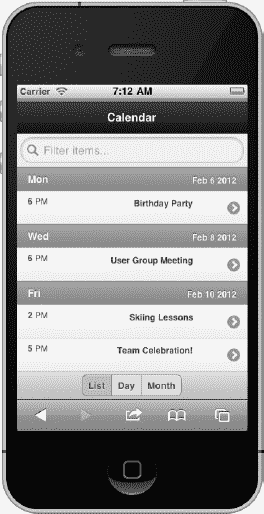 Carrier 7:12 AM
Calendar
Filter items...
Mon Feb 6 2012
6 PM Birthday Party
Wed Feb 8 2012
6 PM User Group Meeting
Fri Feb 10 2012
2 PM Skiing Lessons
5 PM Team Celebration!
List Day Month